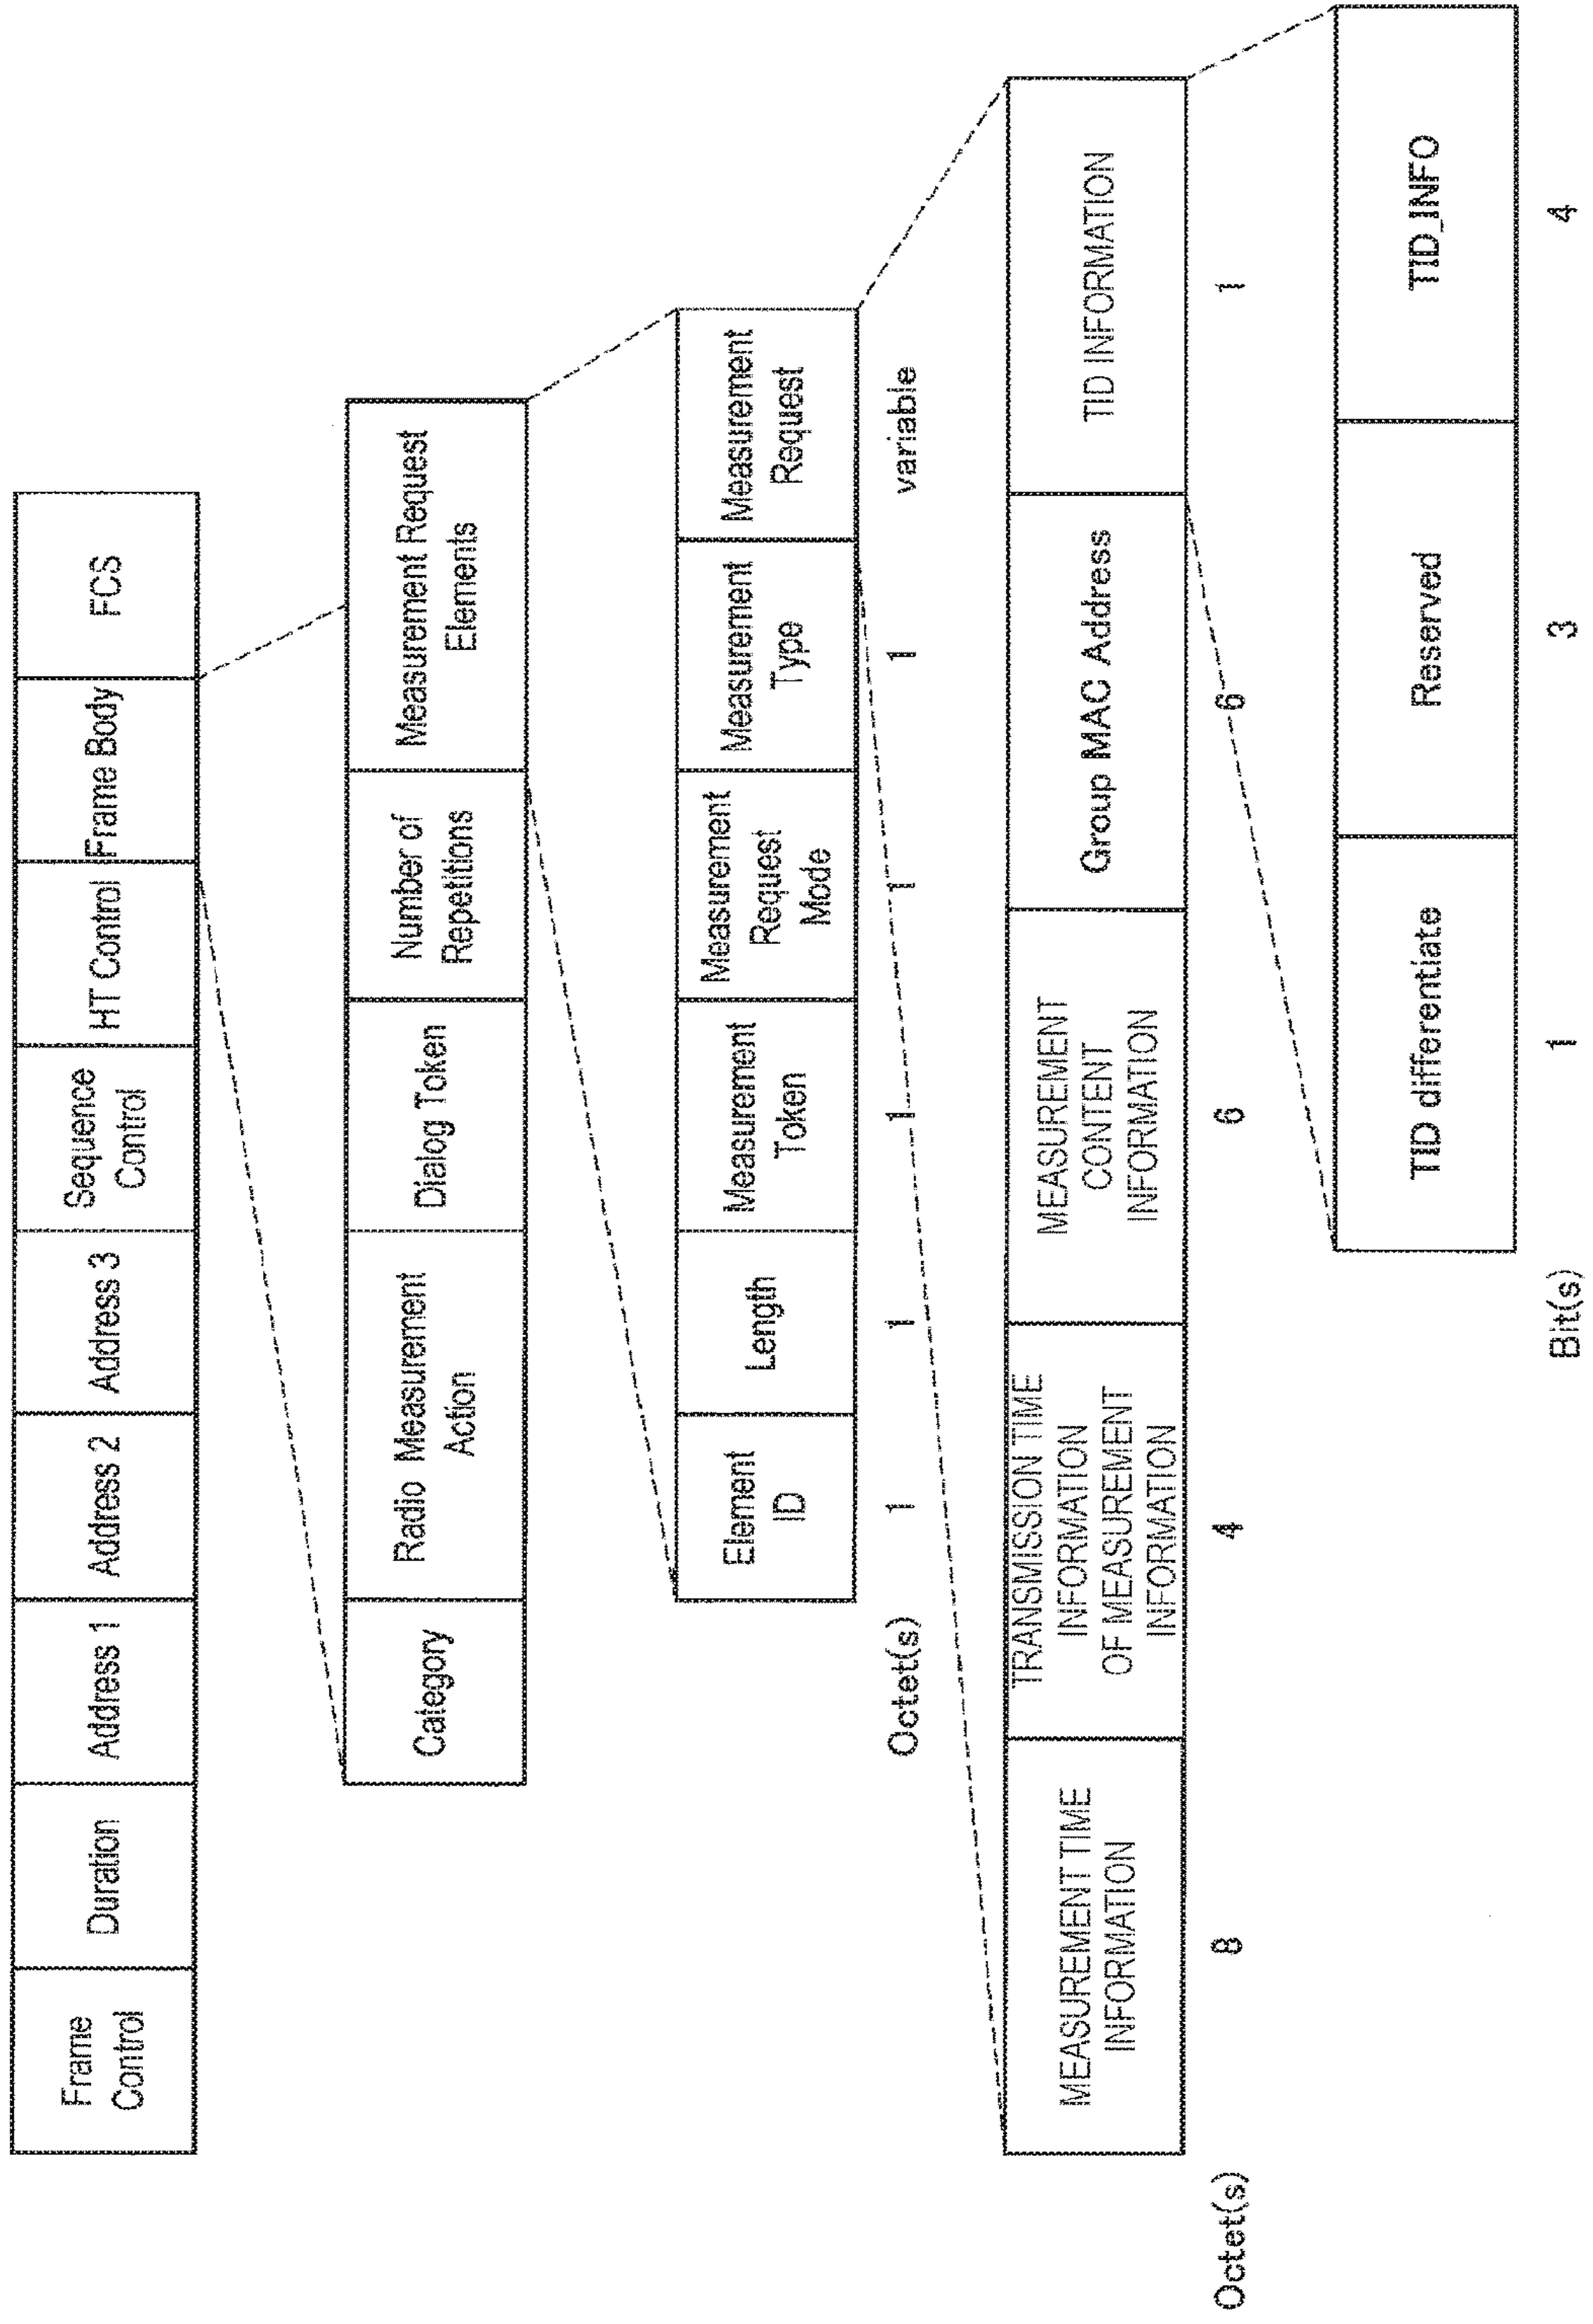 Frame
Control
Duration
Address 1
Address 2
Address 3
Sequence
Control
HT Control
Frame Body
FCS
Category
Radio Measurement
Action
Dialog Token
Number of
Repetitions
Measurement Request
Elements
Element
ID
Length
Measurement
Token
Measurement
Request
Mode
Measurement
Type
Measurement
Request
Octet(s)
1
1
1
1
1
variable
MEASUREMENT TIME
INFORMATION
TRANSMISSION TIME
INFORMATION
OF MEASUREMENT
INFORMATION
MEASUREMENT
CONTENT
INFORMATION
Group MAC Address
TID INFORMATION
Octet(s)
8
4
6
6
1
TID differentiate
Reserved
TID_INFO
Bit(s)
1
3
4